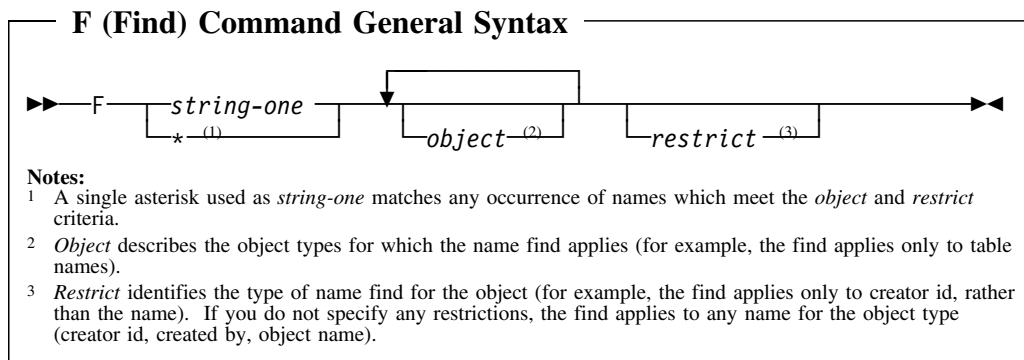 F (Find) Command General Syntax
F string-one
* (1)
object (2)
restrict (3)
Notes:
1 A single asterisk used as string-one matches any occurrence of names which meet the object and restrict
criteria.
2 Object describes the object types for which the name find applies (for example, the find applies only to table
names).
3 Restrict identifies the type of name find for the object (for example, the find applies only to creator id, rather
than the name). If you do not specify any restrictions, the find applies to any name for the object type
(creator id, created by, object name).